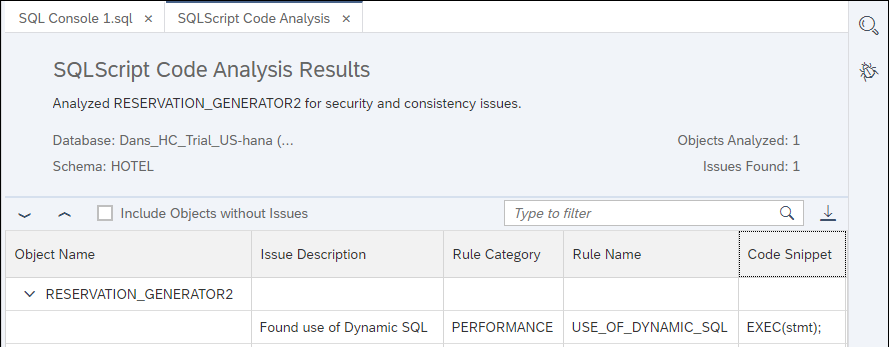 SQL Console 1.sql × SQLScript Code Analysis ×
SQLScript Code Analysis Results
Analyzed RESERVATION_GENERATOR2 for security and consistency issues.
Database: Dans_HC_Trial_US-hana (... Objects Analyzed: 1
Schema: HOTEL Issues Found: 1
Include Objects without Issues Type to filter
Object Name Issue Description Rule Category Rule Name Code Snippet
RESERVATION_GENERATOR2
Found use of Dynamic SQL PERFORMANCE USE_OF_DYNAMIC_SQL EXEC(stmt);